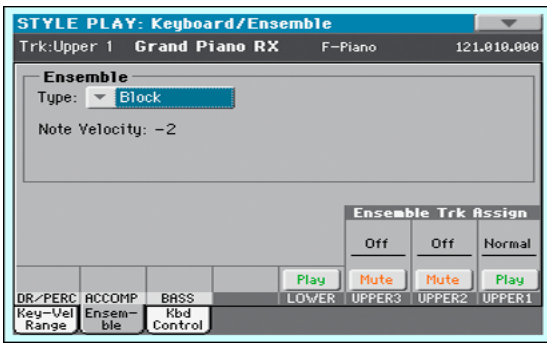 STYLE PLAY: Keyboard/Ensemble
Trk:Upper 1 Grand Piano RX F-Piano 121.010.000
Ensemble
Type: Block
Note Velocity: -2
Ensemble Trk Assign
Off Off Normal
Play Mute Mute Play
DR/PERC ACCOMP BASS LOWER UPPER3 UPPER2 UPPER1
Key-Vel Ensem- Kbd
Range ble Control